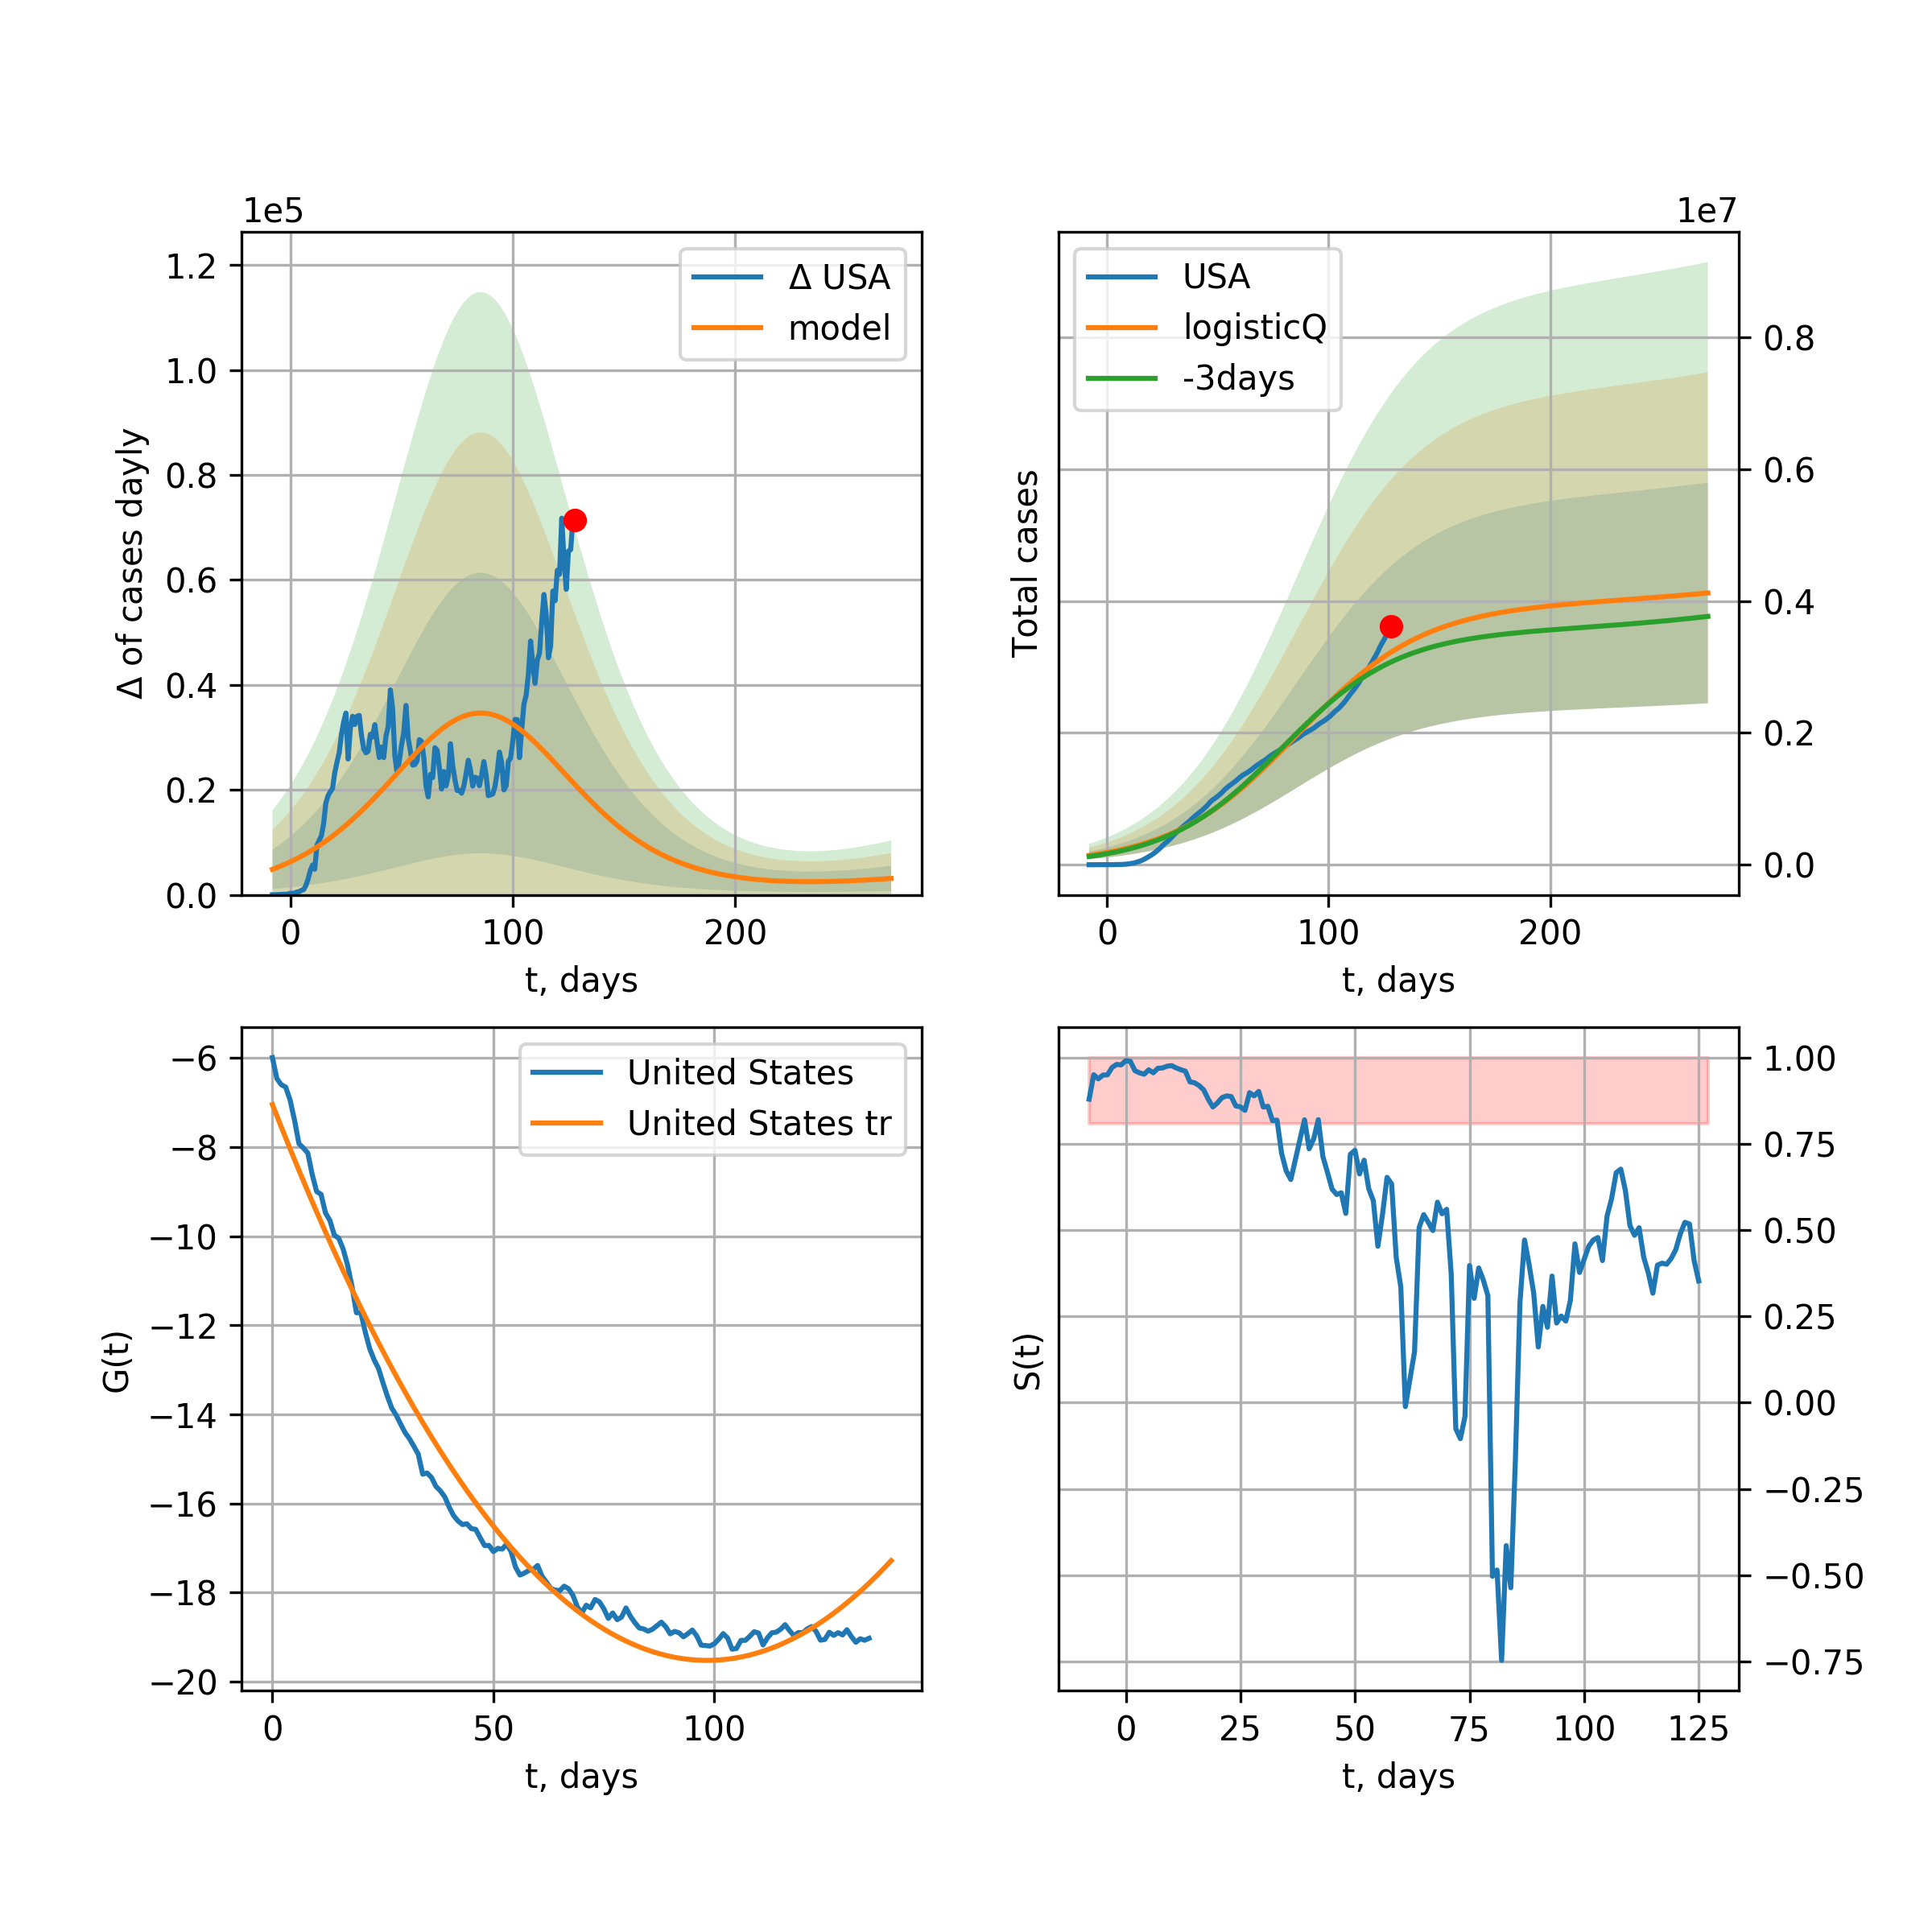 1e5
Δ of cases dayly
1.2
1.0
0.8
0.6
0.4
0.2
0.0
0 100 200
t, days
Δ USA
model
1e7
Total cases
USA
logisticQ
-3days
0.8
0.6
0.4
0.2
0.0
0 100 200
t, days
G(t)
−6
−8
−10
−12
−14
−16
−18
−20
0 50 100
t, days
United States
United States tr
S(t)
1.00
0.75
0.50
0.25
0.00
−0.25
−0.50
−0.75
0 25 50 75 100 125
t, days